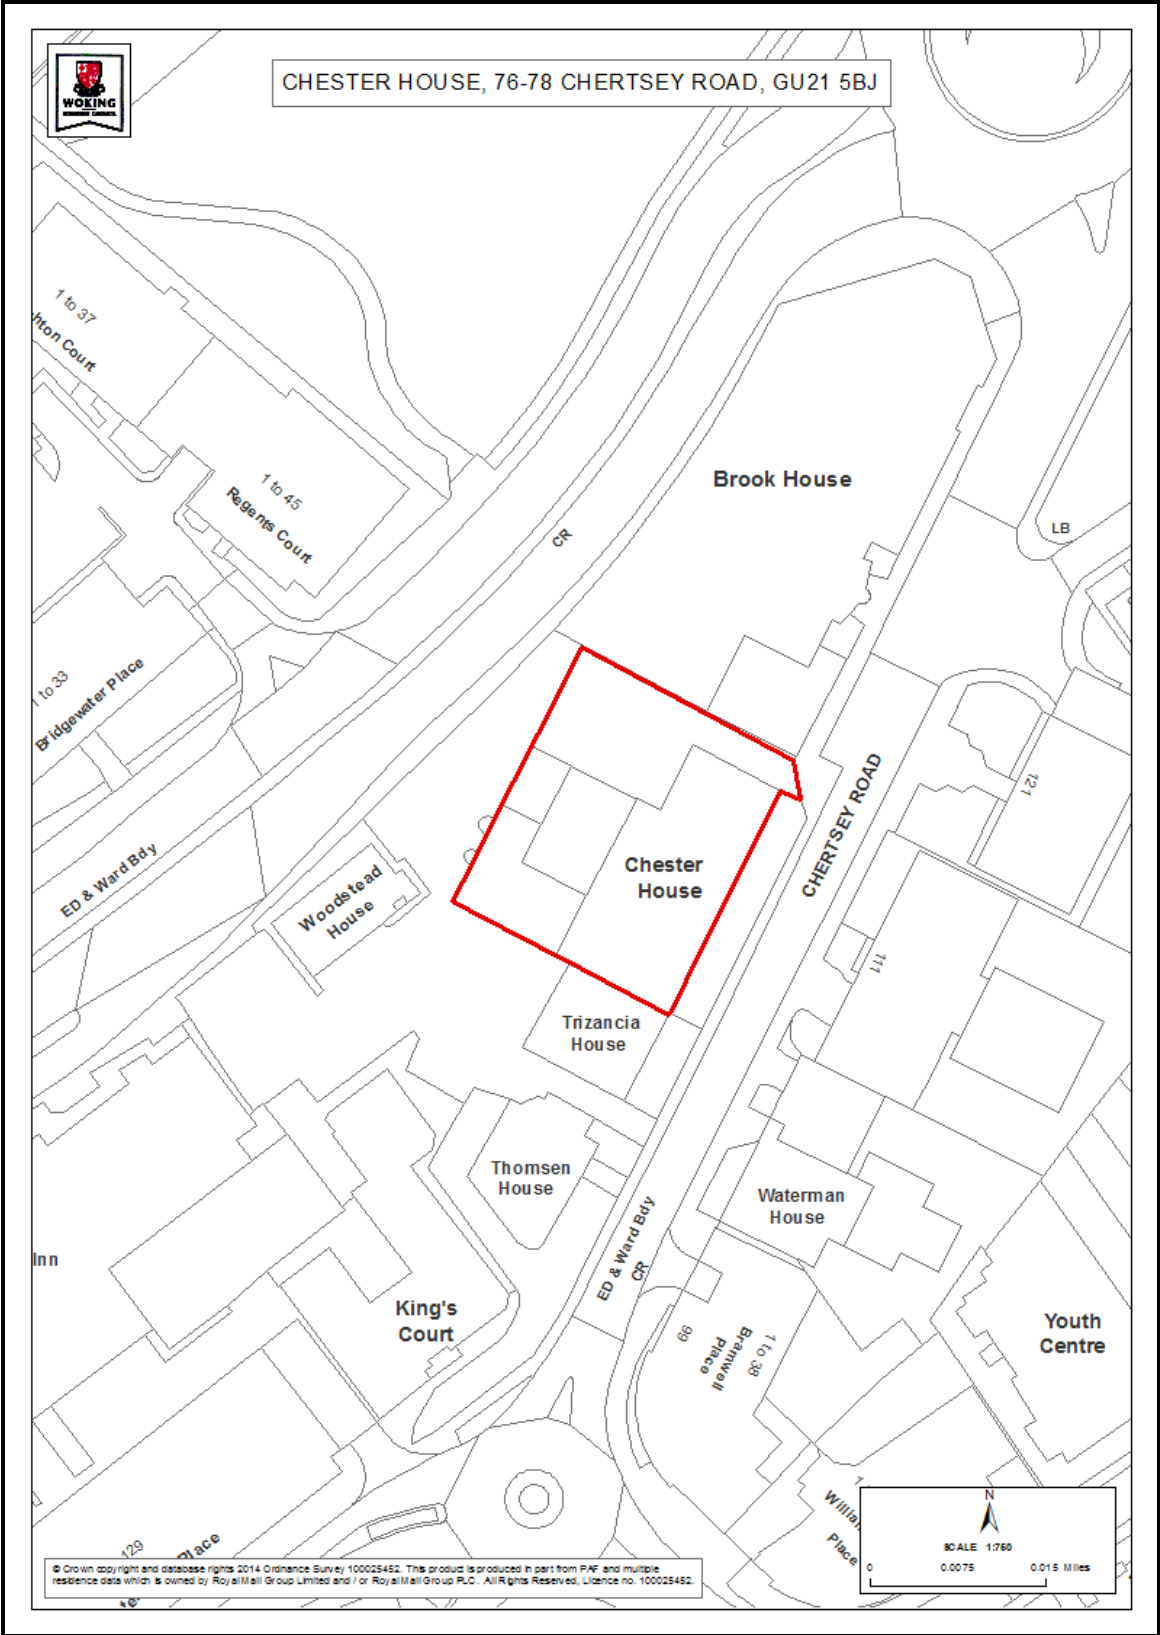 WOKING
BOROUGH COUNCIL
CHESTER HOUSE, 76-78 CHERTSEY ROAD, GU21 5BJ
1 to 37
hton Court
1 to 45
Regents Court
Brook House
CR
LB
1 to 33
Bridgewater Place
121
CHERTSEY ROAD
ED & Ward Bdy
Woodstead
House
Chester
House
111
Trizancia
House
Thomsen
House
Waterman
House
Inn
ED & Ward Bdy
CR
King's
Court
99
Bramwell
Place
1 to 38
Youth
Centre
Willia
Place
129
Place
N
SCALE 1:750
0 0.0075 0.015 Miles
© Crown copyright and database rights 2014 Ordnance Survey 100025452. This product is produced in part from PAF and multiple
residence data which is owned by Royal Mail Group Limited and / or Royal Mail Group PLC. All Rights Reserved, Licence no. 100025452.